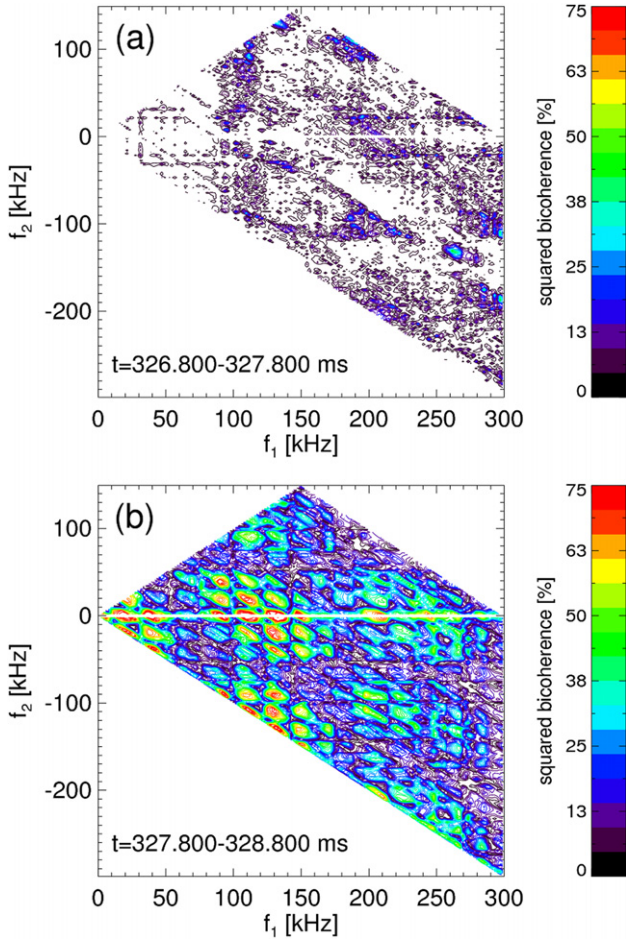 (a)
100
0
-100
-200
f2 [kHz]
t=326.800-327.800 ms
0 50 100 150 200 250 300
f1 [kHz]
75
63
50
38
25
13
0
squared bicoherence [%]
(b)
100
0
-100
-200
f2 [kHz]
t=327.800-328.800 ms
0 50 100 150 200 250 300
f1 [kHz]
75
63
50
38
25
13
0
squared bicoherence [%]